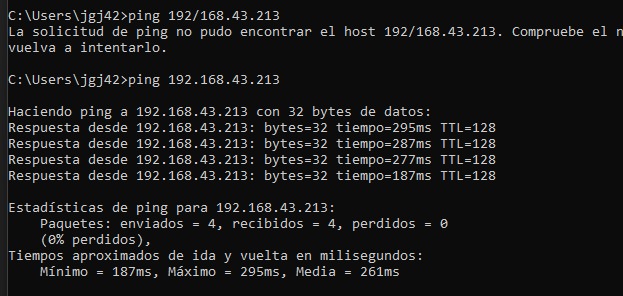 C:\Users\jgj42>ping 192/168.43.213
La solicitud de ping no pudo encontrar el host 192/168.43.213. Compruebe el
vuelva a intentarlo.
C:\Users\jgj42>ping 192.168.43.213
Haciendo ping a 192.168.43.213 con 32 bytes de datos:
Respuesta desde 192.168.43.213: bytes=32 tiempo=295ms TTL=128
Respuesta desde 192.168.43.213: bytes=32 tiempo=287ms TTL=128
Respuesta desde 192.168.43.213: bytes=32 tiempo=277ms TTL=128
Respuesta desde 192.168.43.213: bytes=32 tiempo=187ms TTL=128
Estadísticas de ping para 192.168.43.213:
Paquetes: enviados = 4, recibidos = 4, perdidos = 0
(0% perdidos),
Tiempos aproximados de ida y vuelta en milisegundos:
Mínimo = 187ms, Máximo = 295ms, Media = 261ms